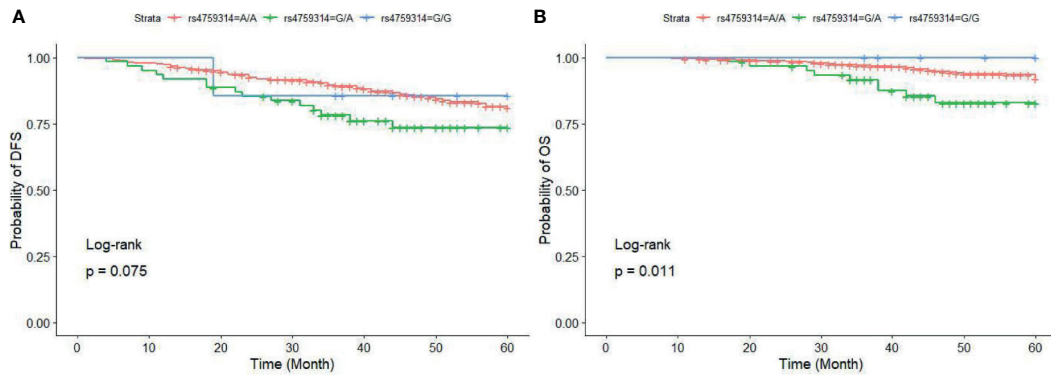 A
Strata rs4759314=A/A rs4759314=G/A rs4759314=G/G
Probability of DFS
1.00
0.75
0.50
0.25
0.00
Log-rank
p = 0.075
0 10 20 30 40 50 60
Time (Month)
B
Strata rs4759314=A/A rs4759314=G/A rs4759314=G/G
Probability of OS
1.00
0.75
0.50
0.25
0.00
Log-rank
p = 0.011
0 10 20 30 40 50 60
Time (Month)